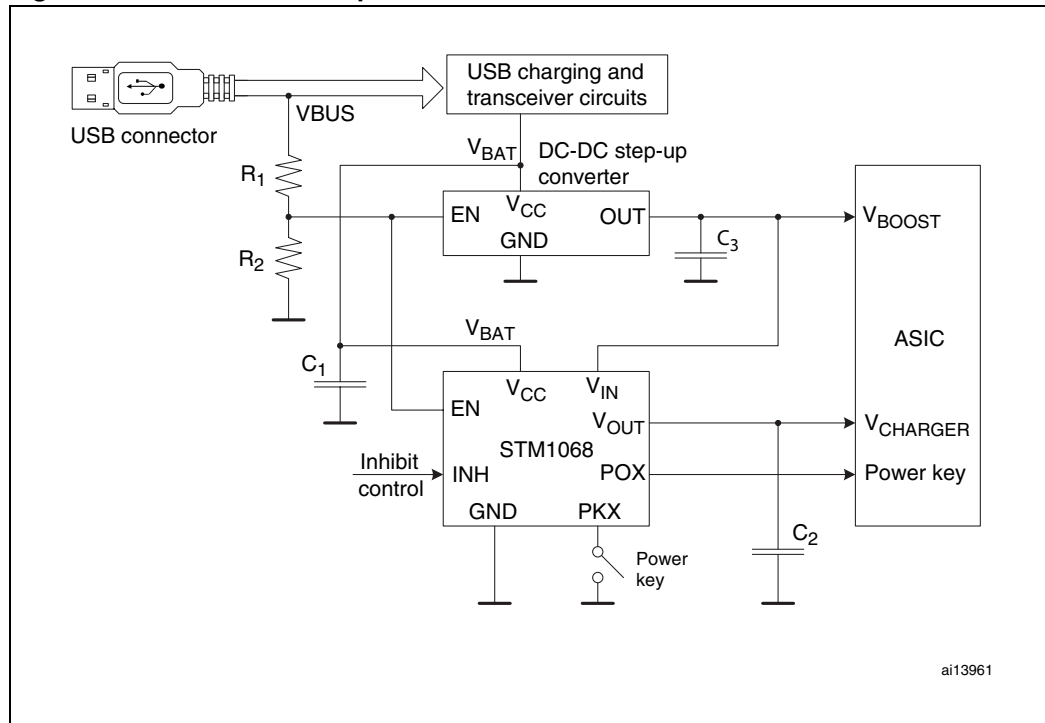 USB charging and
transceiver circuits
VBUS
USB connector
VBAT
DC-DC step-up
converter
R1
EN
VCC
OUT
GND
VBOOST
C3
R2
VBAT
ASIC
C1
VCC
VIN
EN
VOUT
VCHARGER
STM1068
Inhibit
control
INH
POX
Power key
GND
PKX
C2
Power
key
ai13961